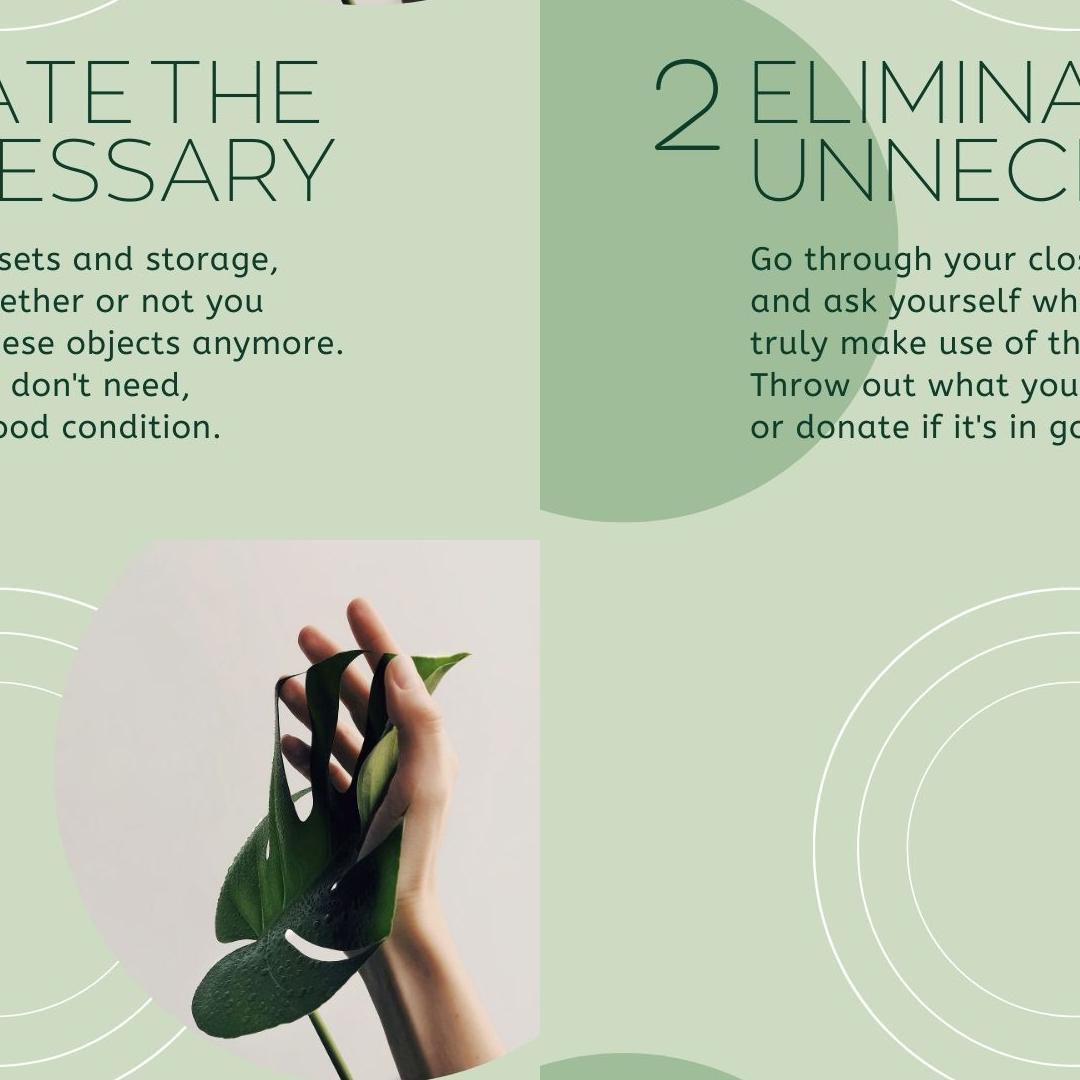 ATE THE
ESSARY
sets and storage,
ether or not you
ese objects anymore.
don't need,
ood condition.
2 ELIMINA
UNNECE
Go through your clos
and ask yourself wh
truly make use of th
Throw out what you
or donate if it's in go